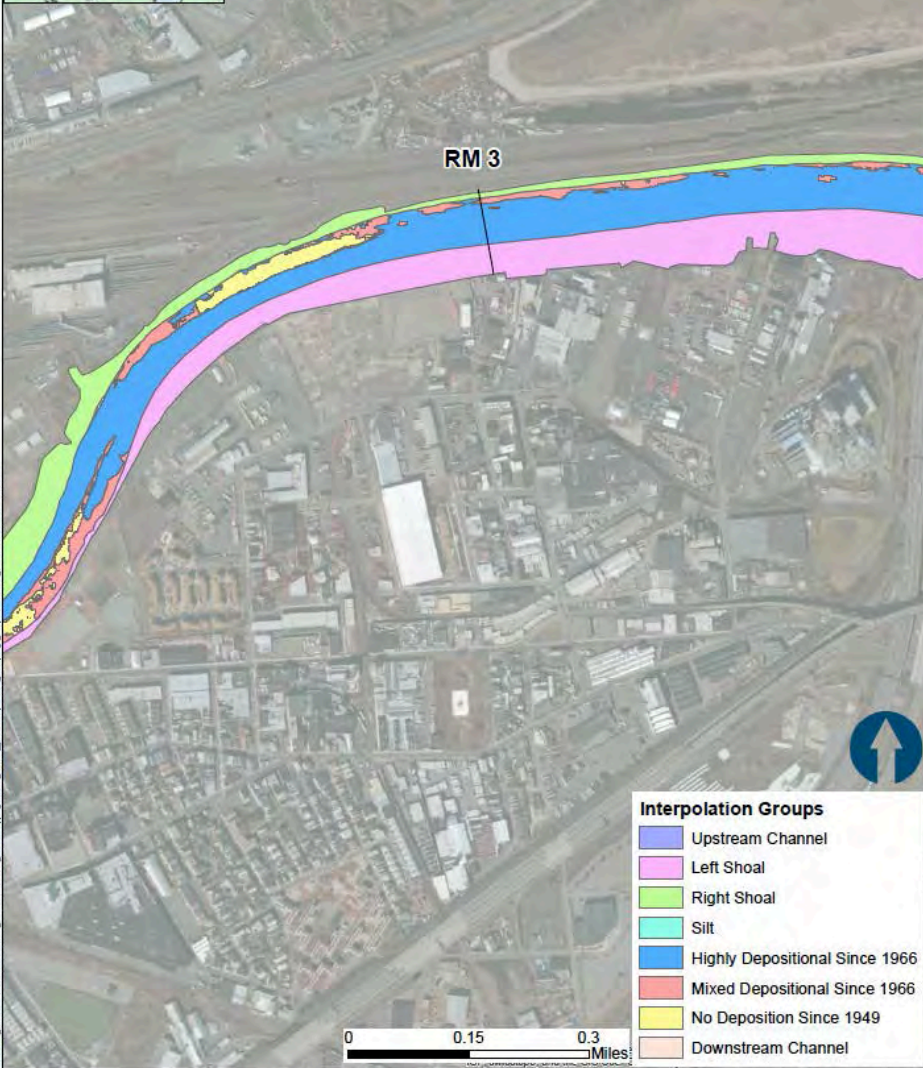 RM 3
Interpolation Groups
Upstream Channel
Left Shoal
Right Shoal
Silt
Highly Depositional Since 1966
Mixed Depositional Since 1966
No Deposition Since 1949
Downstream Channel
0 0.15 0.3
Miles